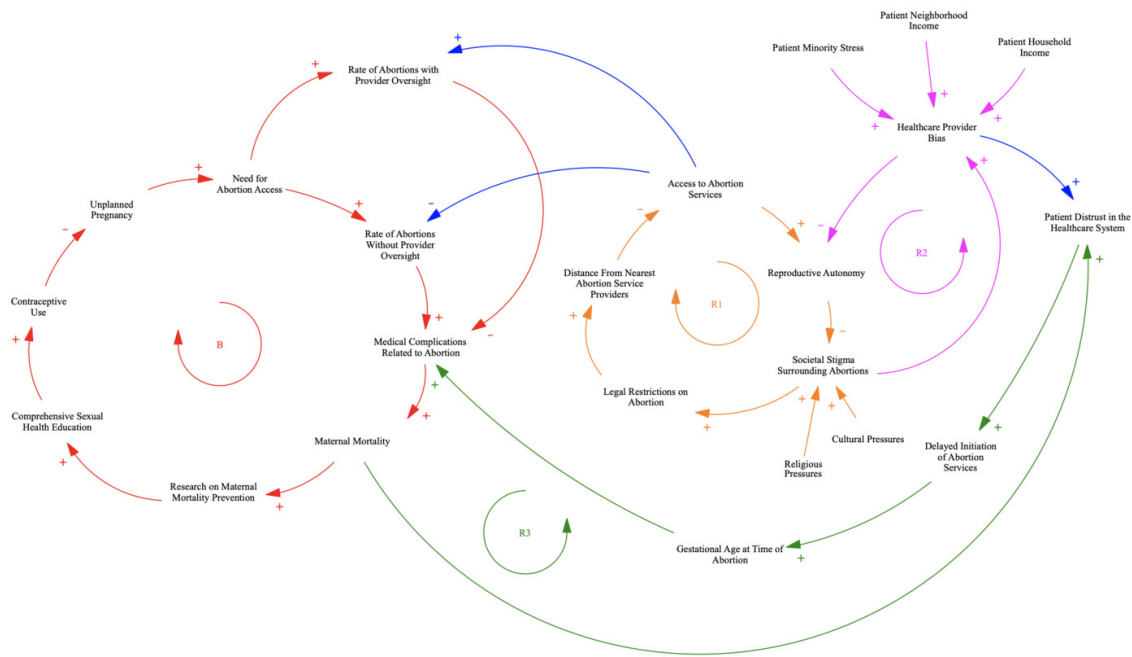 Patient Neighborhood
Income
Patient Minority Stress
Patient Household
Income
+
Rate of Abortions with
Provider Oversight
+
+
+
+
Healthcare Provider
Bias
+
+
Need for
Abortion Access
Access to Abortion
Services
+
Unplanned
Pregnancy
+
−
−
+
−
Patient Distrust in the
Healthcare System
−
Rate of Abortions
Without Provider
Oversight
R2
+
Distance From Nearest
Abortion Service
Providers
Reproductive Autonomy
Contraceptive
Use
R1
+
+
+
−
−
B
Medical Complications
Related to Abortion
Societal Stigma
Surrounding Abortions
+
Legal Restrictions on
Abortion
+
+
Comprehensive Sexual
Health Education
+
+
+
Maternal Mortality
Cultural Pressures
Delayed Initiation
of Abortion
Services
+
Religious
Pressures
Research on Maternal
Mortality Prevention
+
R3
Gestational Age at Time of
Abortion
+